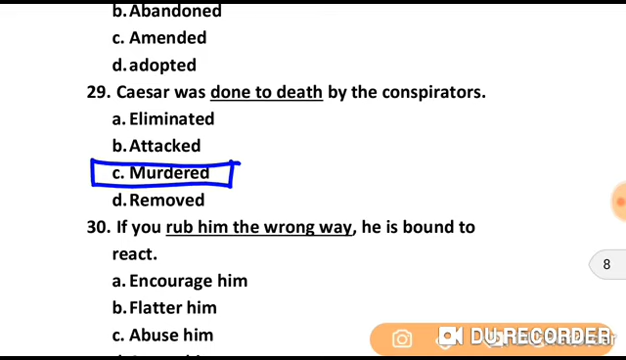 b. Abandoned
c. Amended
d. adopted
29. Caesar was done to death by the conspirators.
a. Eliminated
b. Attacked
c. Murdered
d. Removed
30. If you rub him the wrong way, he is bound to
react.
a. Encourage him
b. Flatter him
c. Abuse him
8
DU RECORDER